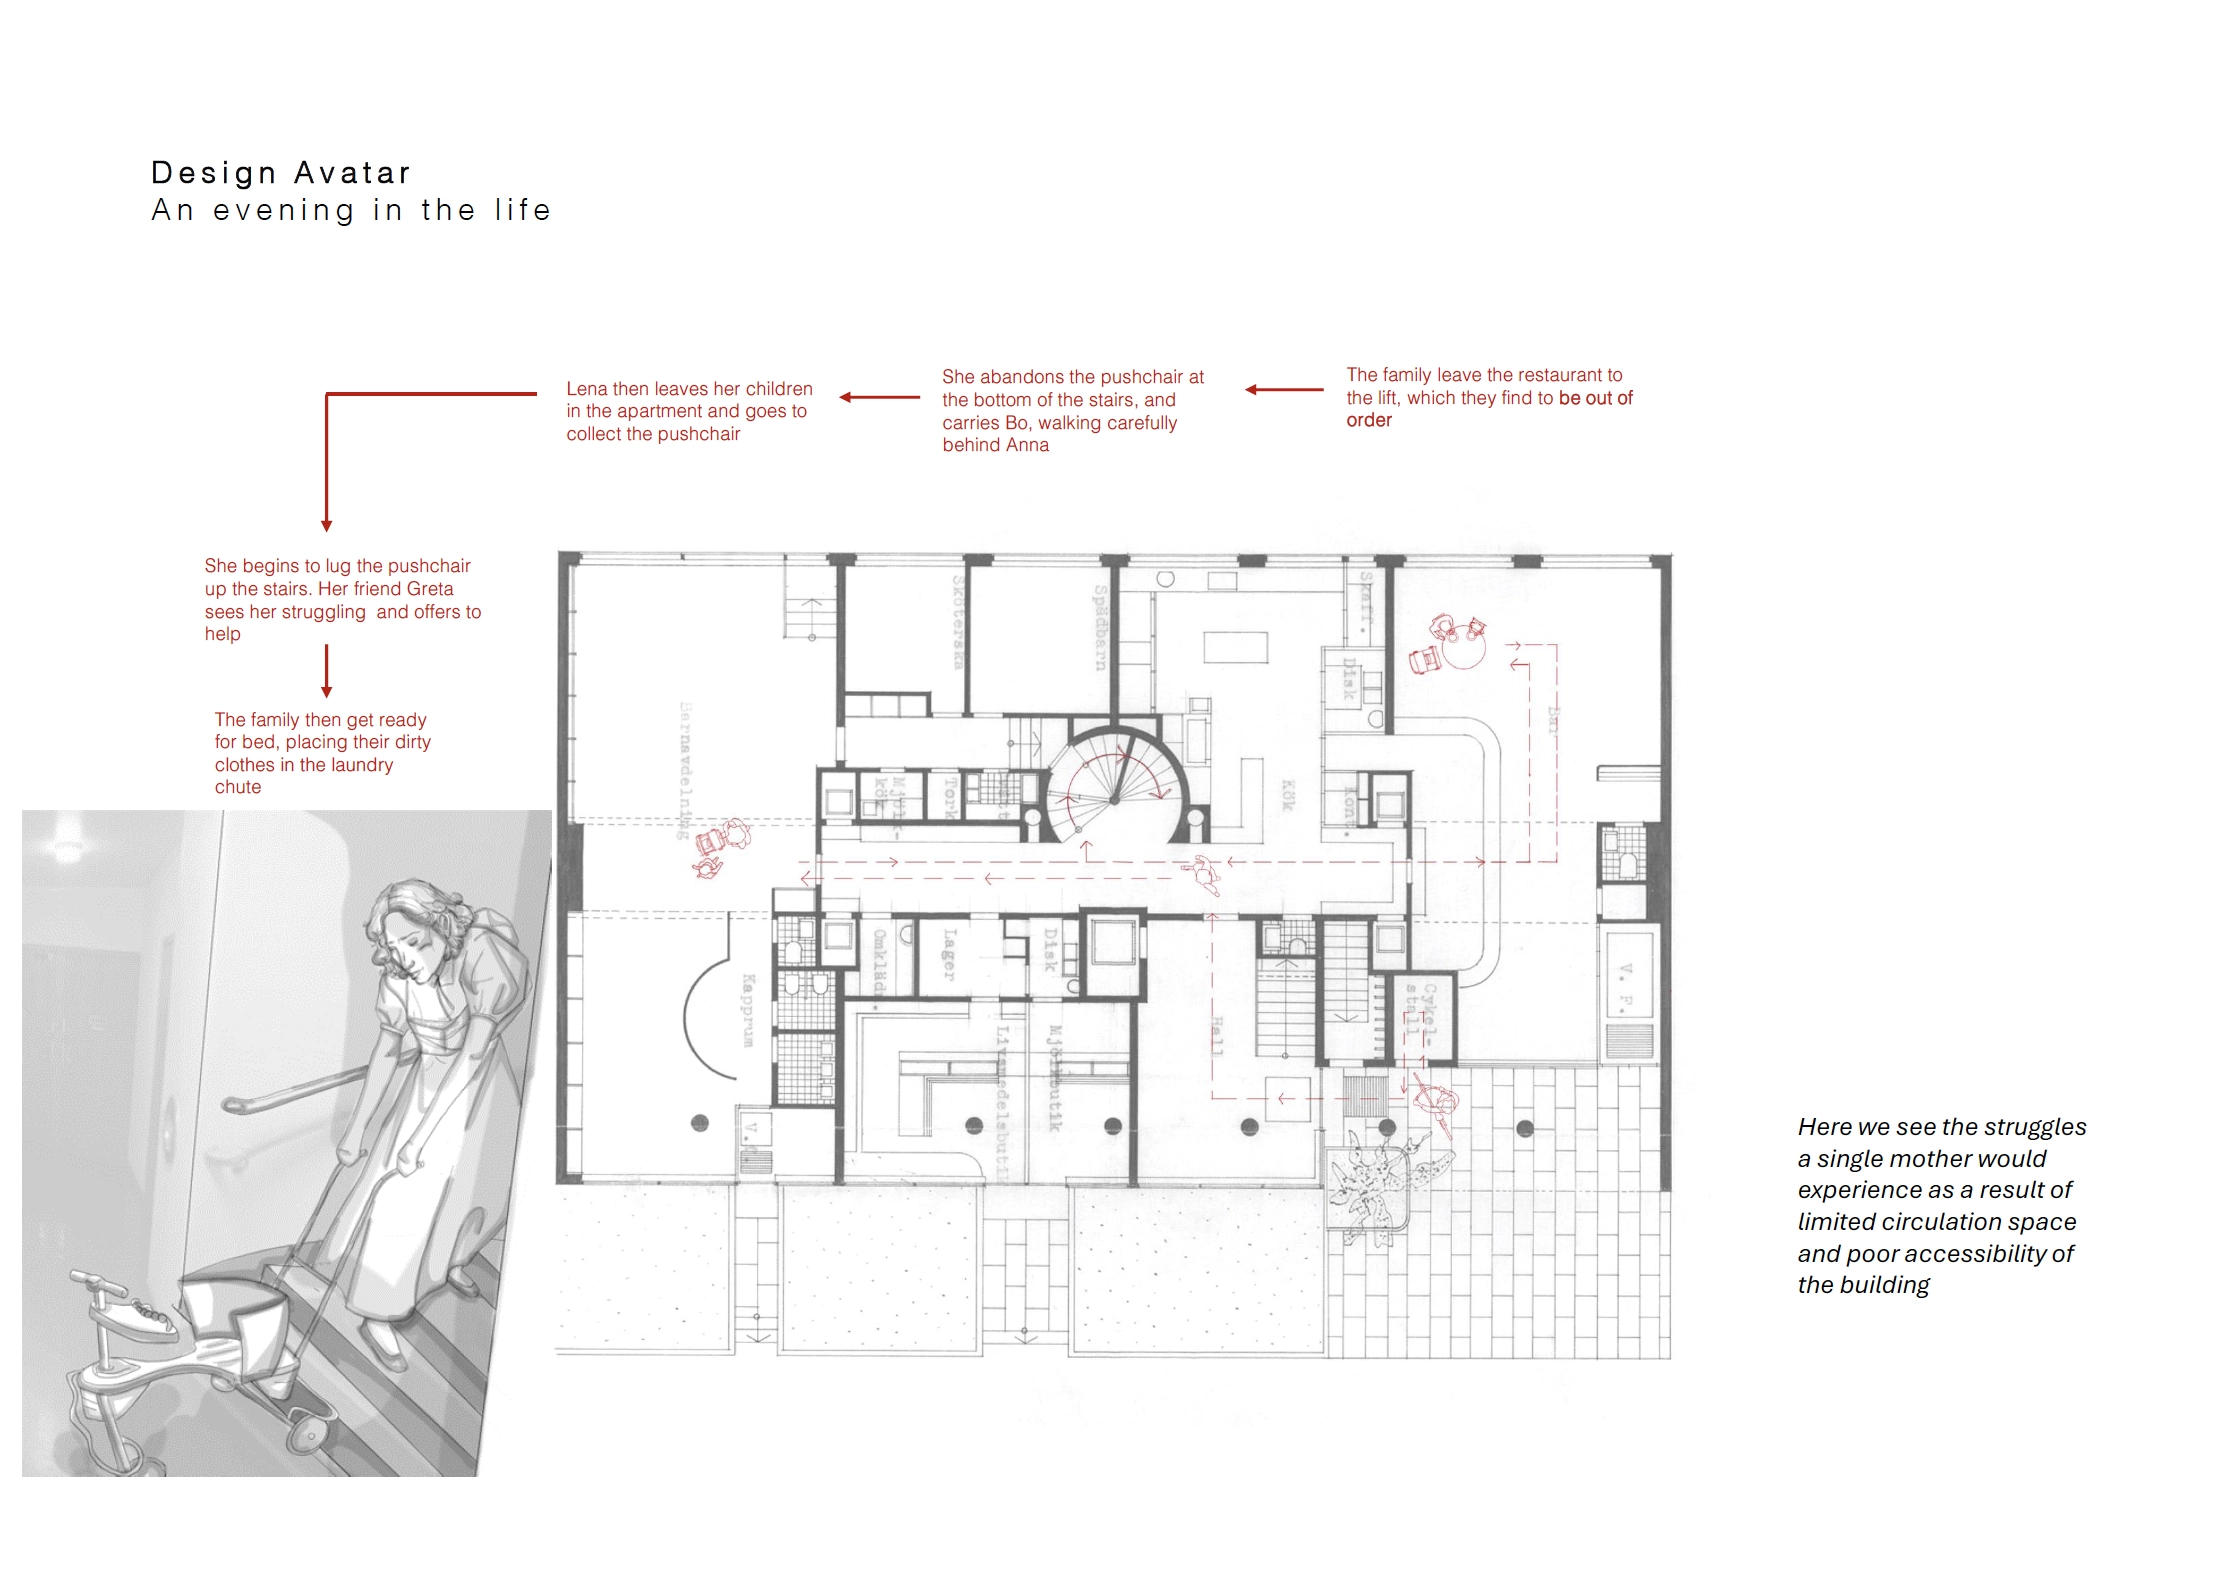 Design Avatar
An evening in the life
The family leave the restaurant to
the lift, which they find to be out of
order
She abandons the pushchair at
the bottom of the stairs, and
carries Bo, walking carefully
behind Anna
Lena then leaves her children
in the apartment and goes to
collect the pushchair
She begins to lug the pushchair
up the stairs. Her friend Greta
sees her struggling  and offers to
help
The family then get ready
for bed, placing their dirty
clothes in the laundry
chute
Sköterska
Spädbarn
Skaff.
Disk
Bar
Barnavdelning
Mjölk-
kök
Tork
Kök
Kont.
Omkläd.
Lager
Disk
Kapprum
Hall
Cykel-
stall
V. F.
Livsmedelsbutik
Mjölkbutik
Here we see the struggles
a single mother would
experience as a result of
limited circulation space
and poor accessibility of
the building